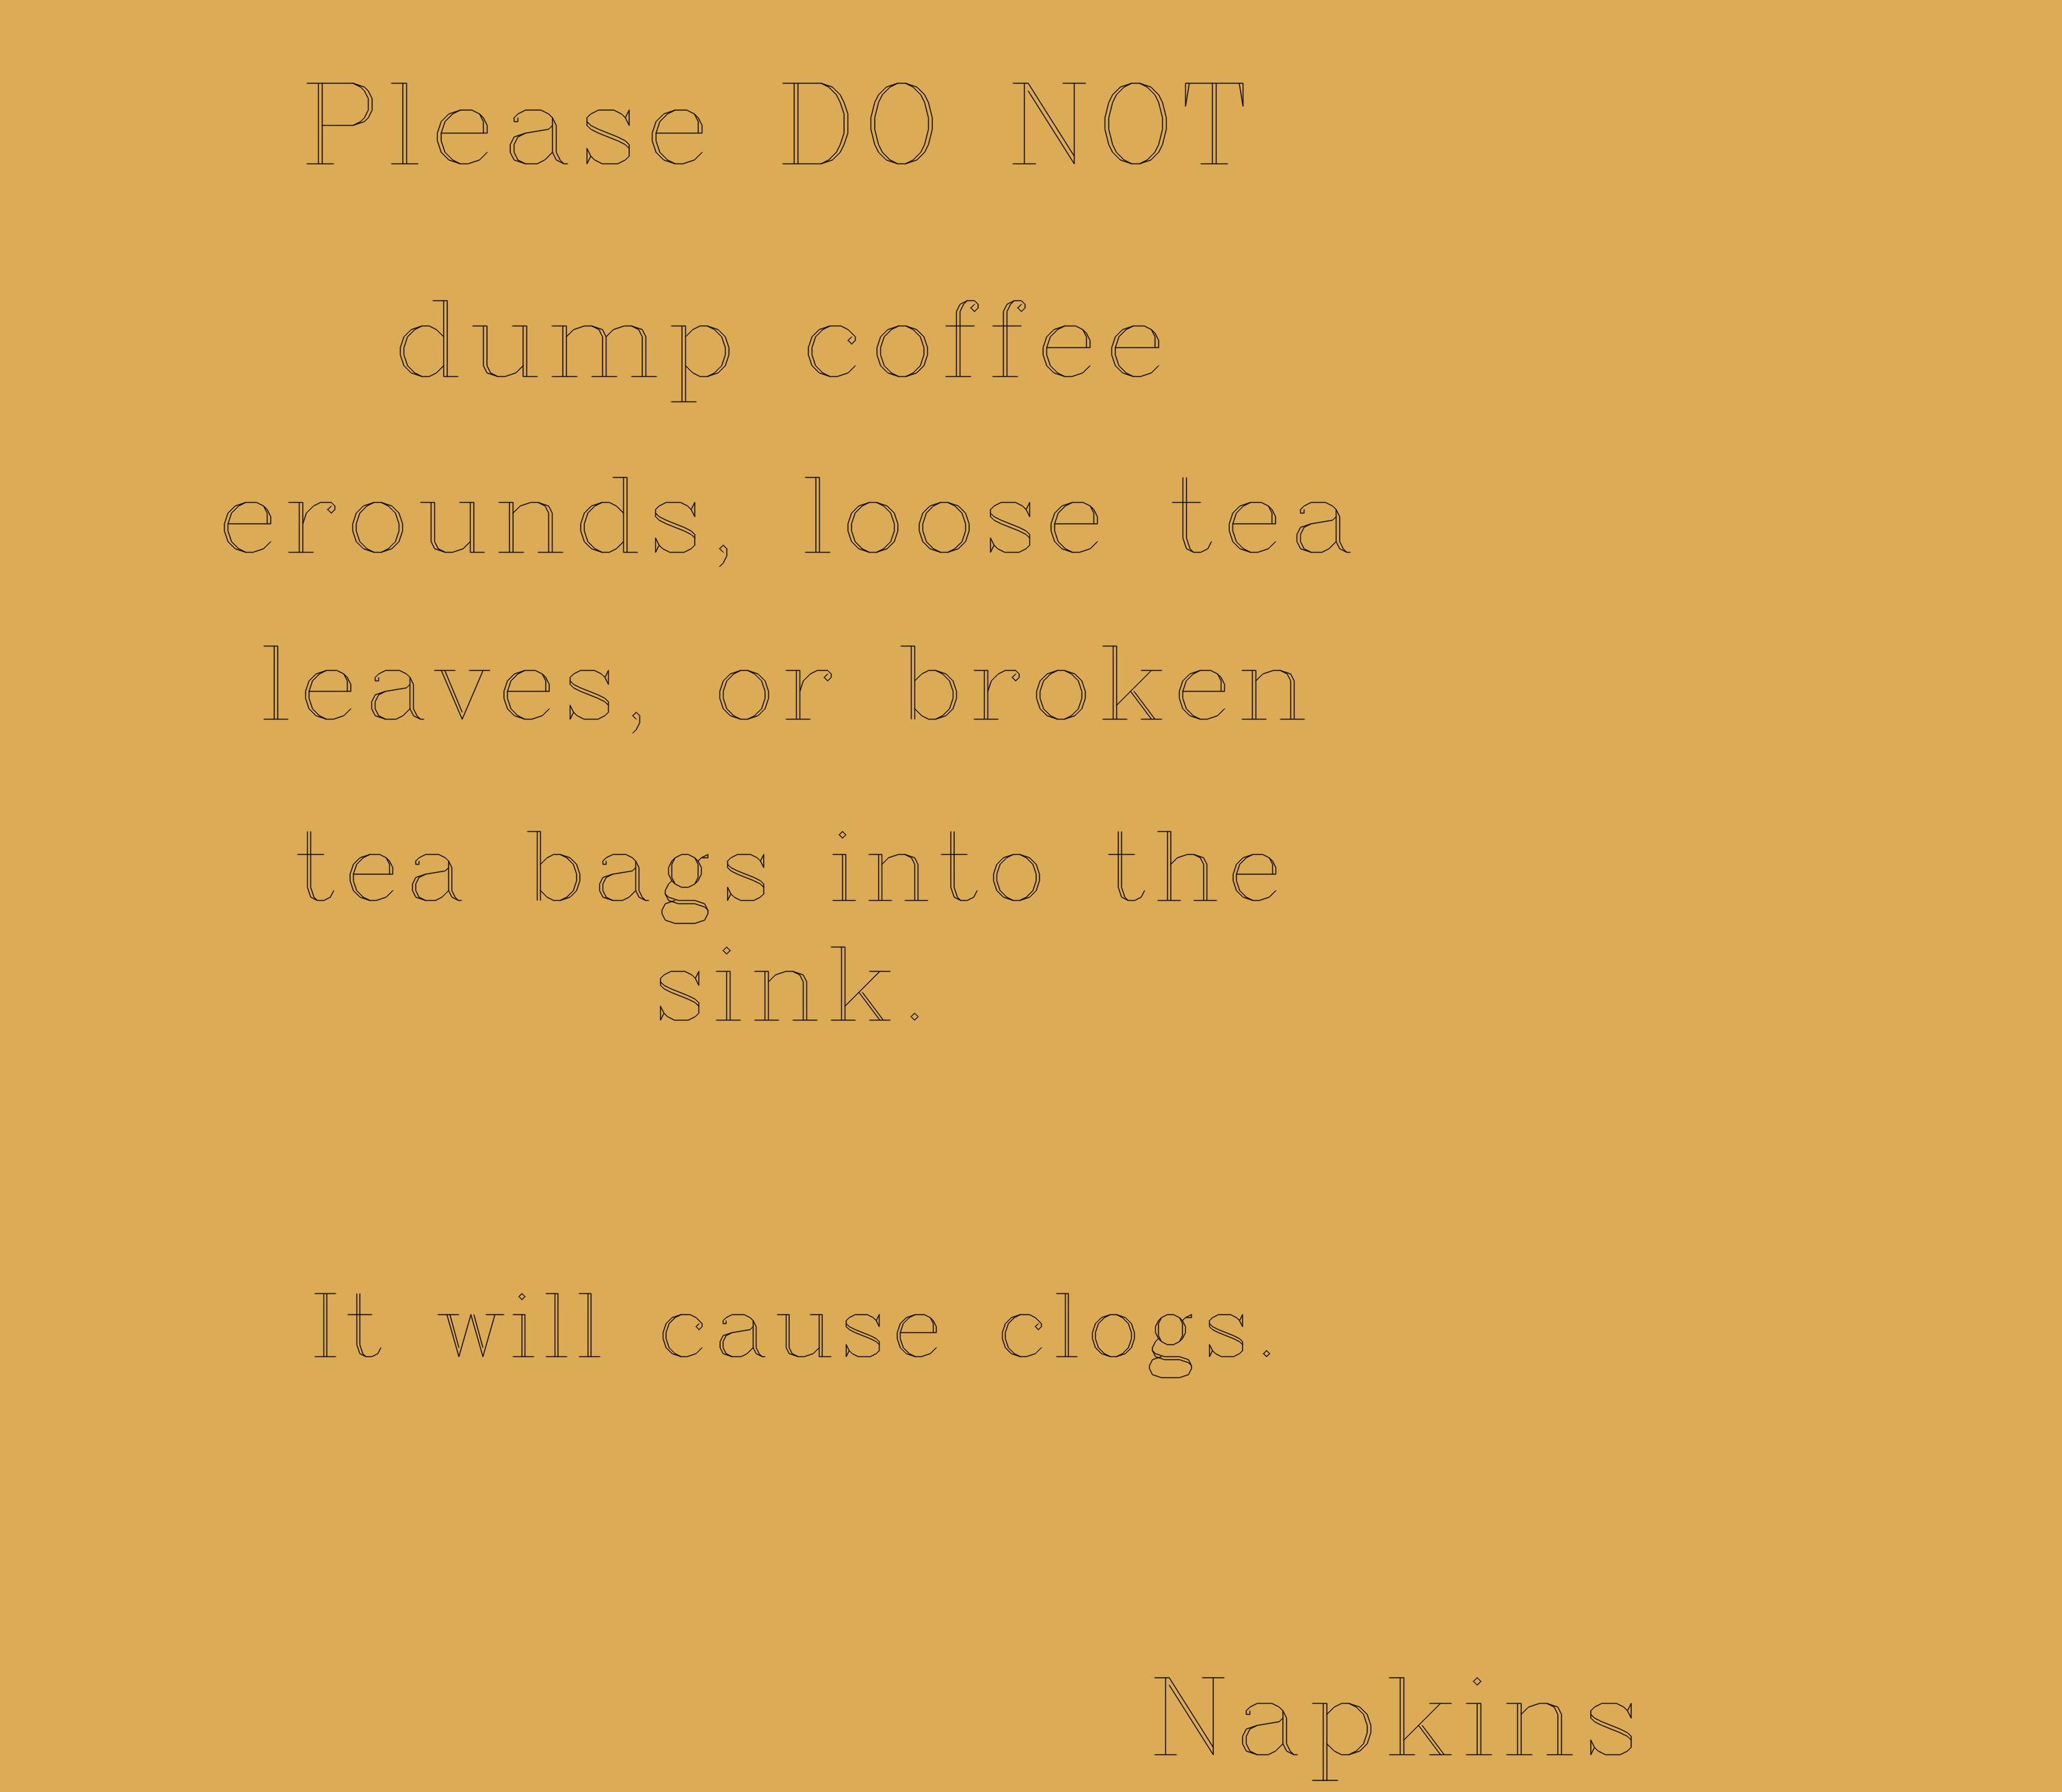 Please DO NOT
dump coffee
erounds, loose tea
leaves, or broken
tea bags into the
sink.
It will cause clogs.
Napkins